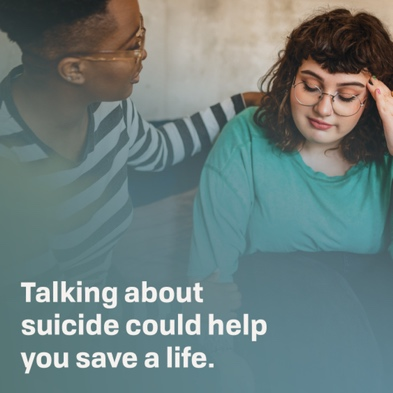 Talking about
suicide could help
you save a life.